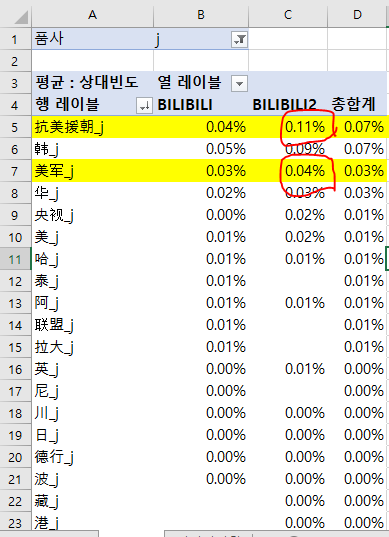 A B C D
1 품사 j
2
3 평균 : 상대빈도 열 레이블
4 행 레이블 BILIBILI BILIBILI2 총합계
5 抗美援朝_j 0.04% 0.11% 0.07%
6 韩_j 0.05% 0.09% 0.07%
7 美军_j 0.03% 0.04% 0.03%
8 华_j 0.02% 0.03% 0.03%
9 央视_j 0.00% 0.02% 0.01%
10 美_j 0.01% 0.02% 0.01%
11 哈_j 0.01% 0.01% 0.01%
12 泰_j 0.01% 0.01%
13 阿_j 0.01% 0.01% 0.01%
14 联盟_j 0.01% 0.01%
15 拉大_j 0.01% 0.01%
16 英_j 0.00% 0.01% 0.00%
17 尼_j 0.00% 0.00%
18 川_j 0.00% 0.00% 0.00%
19 日_j 0.00% 0.00% 0.00%
20 德行_j 0.00% 0.00% 0.00%
21 波_j 0.00% 0.00% 0.00%
22 藏_j 0.00% 0.00%
23 港_j 0.00% 0.00%